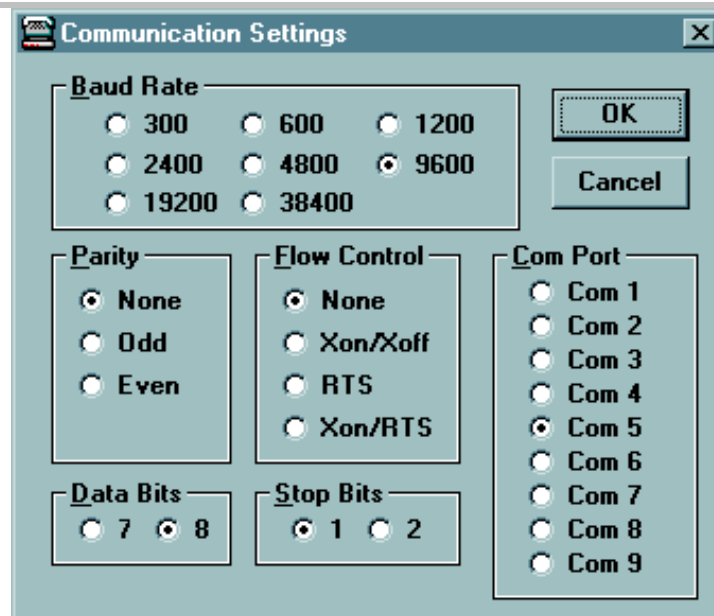 Communication Settings
Baud Rate
300 600 1200
2400 4800 9600
19200 38400
OK
Cancel
Parity
None
Odd
Even
Flow Control
None
Xon/Xoff
RTS
Xon/RTS
Com Port
Com 1
Com 2
Com 3
Com 4
Com 5
Com 6
Com 7
Com 8
Com 9
Data Bits
7 8
Stop Bits
1 2